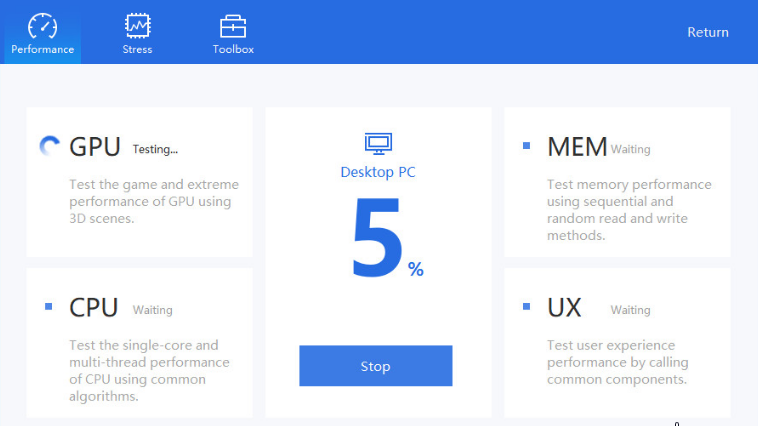 Performance
Stress
Toolbox
Return
GPU Testing...
Test the game and extreme
performance of GPU using
3D scenes.
CPU Waiting
Test the single-core and
multi-thread performance
of CPU using common
algorithms.
Desktop PC
5%
Stop
MEM Waiting
Test memory performance
using sequential and
random read and write
methods.
UX Waiting
Test user experience
performance by calling
common components.